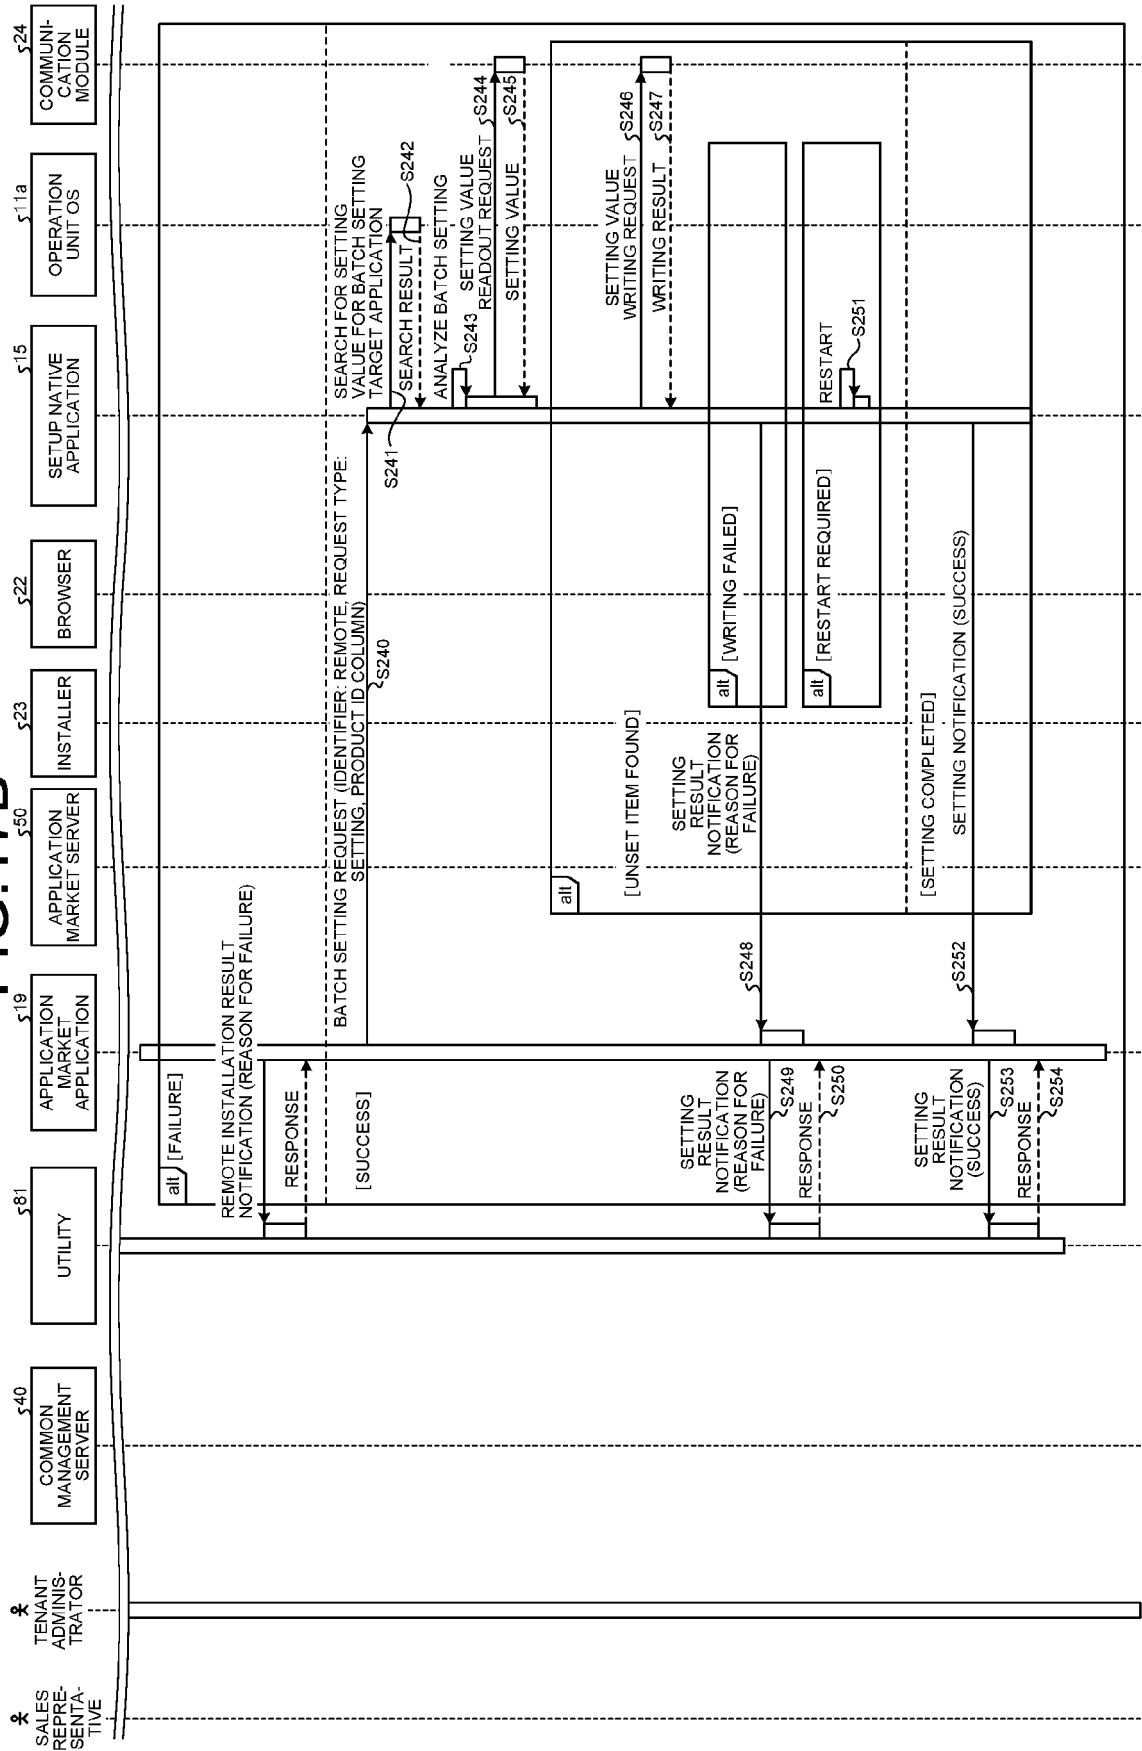 FIG.17B
SALES
REPRE-
SENTA-
TIVE
TENANT
ADMINIS-
TRATOR
COMMON
MANAGEMENT
SERVER
40
UTILITY
81
APPLICATION
MARKET
APPLICATION
19
APPLICATION
MARKET SERVER
50
INSTALLER
23
BROWSER
22
SETUP NATIVE
APPLICATION
15
OPERATION
UNIT OS
11a
COMMUNI-
CATION
MODULE
24
alt
[FAILURE]
REMOTE INSTALLATION RESULT
NOTIFICATION (REASON FOR FAILURE)
RESPONSE
[SUCCESS]
BATCH SETTING REQUEST (IDENTIFIER: REMOTE, REQUEST TYPE:
SETTING, PRODUCT ID COLUMN)
S240
SEARCH FOR SETTING
VALUE FOR BATCH SETTING
TARGET APPLICATION
S241
SEARCH RESULT
S242
ANALYZE BATCH SETTING
S243
SETTING VALUE
READOUT REQUEST
S244
SETTING VALUE
S245
alt
[UNSET ITEM FOUND]
SETTING VALUE
WRITING REQUEST
S246
WRITING RESULT
S247
alt
[WRITING FAILED]
SETTING
RESULT
NOTIFICATION
(REASON FOR
FAILURE)
S248
SETTING
RESULT
NOTIFICATION
(REASON FOR
FAILURE)
S249
RESPONSE
S250
alt
[RESTART REQUIRED]
RESTART
S251
[SETTING COMPLETED]
SETTING NOTIFICATION (SUCCESS)
S252
SETTING
RESULT
NOTIFICATION
(SUCCESS)
S253
RESPONSE
S254